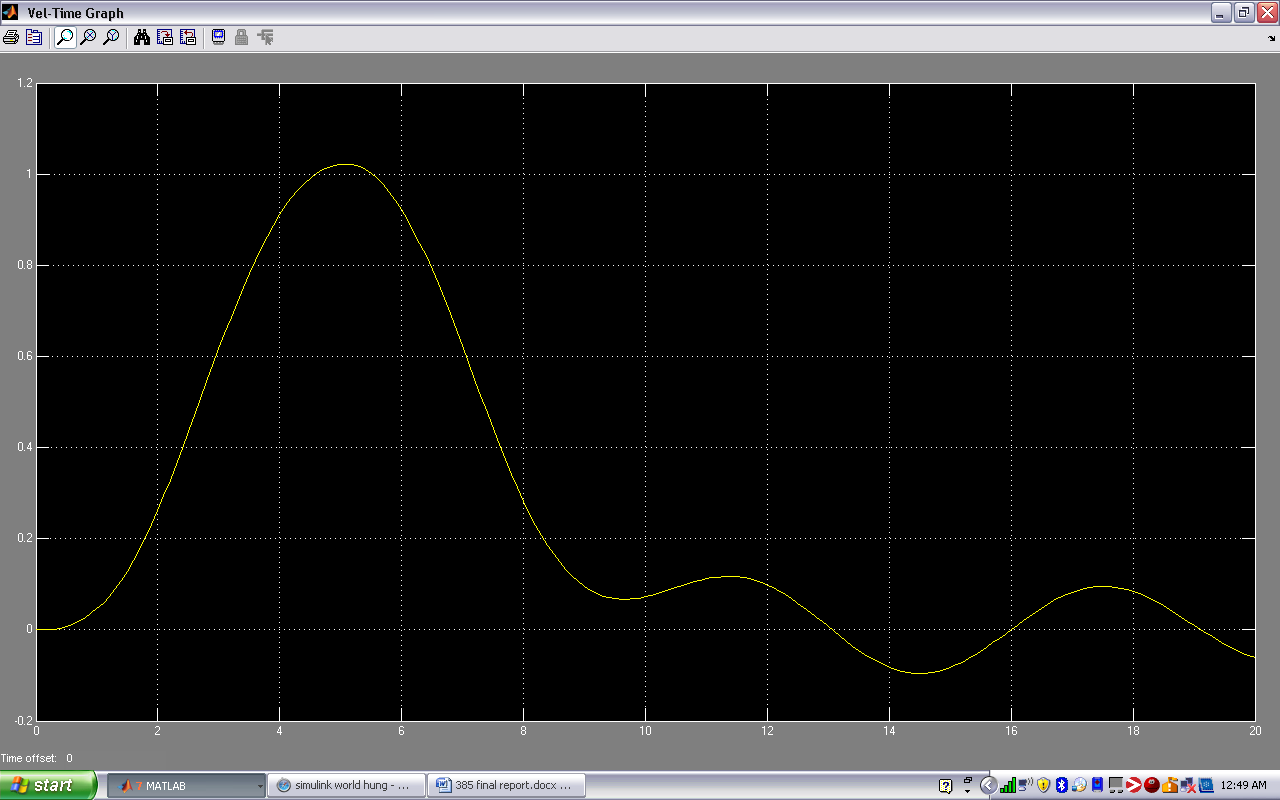 Vel-Time Graph
1.2
1
0.8
0.6
0.4
0.2
0
-0.2
0 2 4 6 8 10 12 14 16 18 20
Time offset: 0
start 7 MATLAB simulink world hung - ... 385 final report.docx ... 12:49 AM